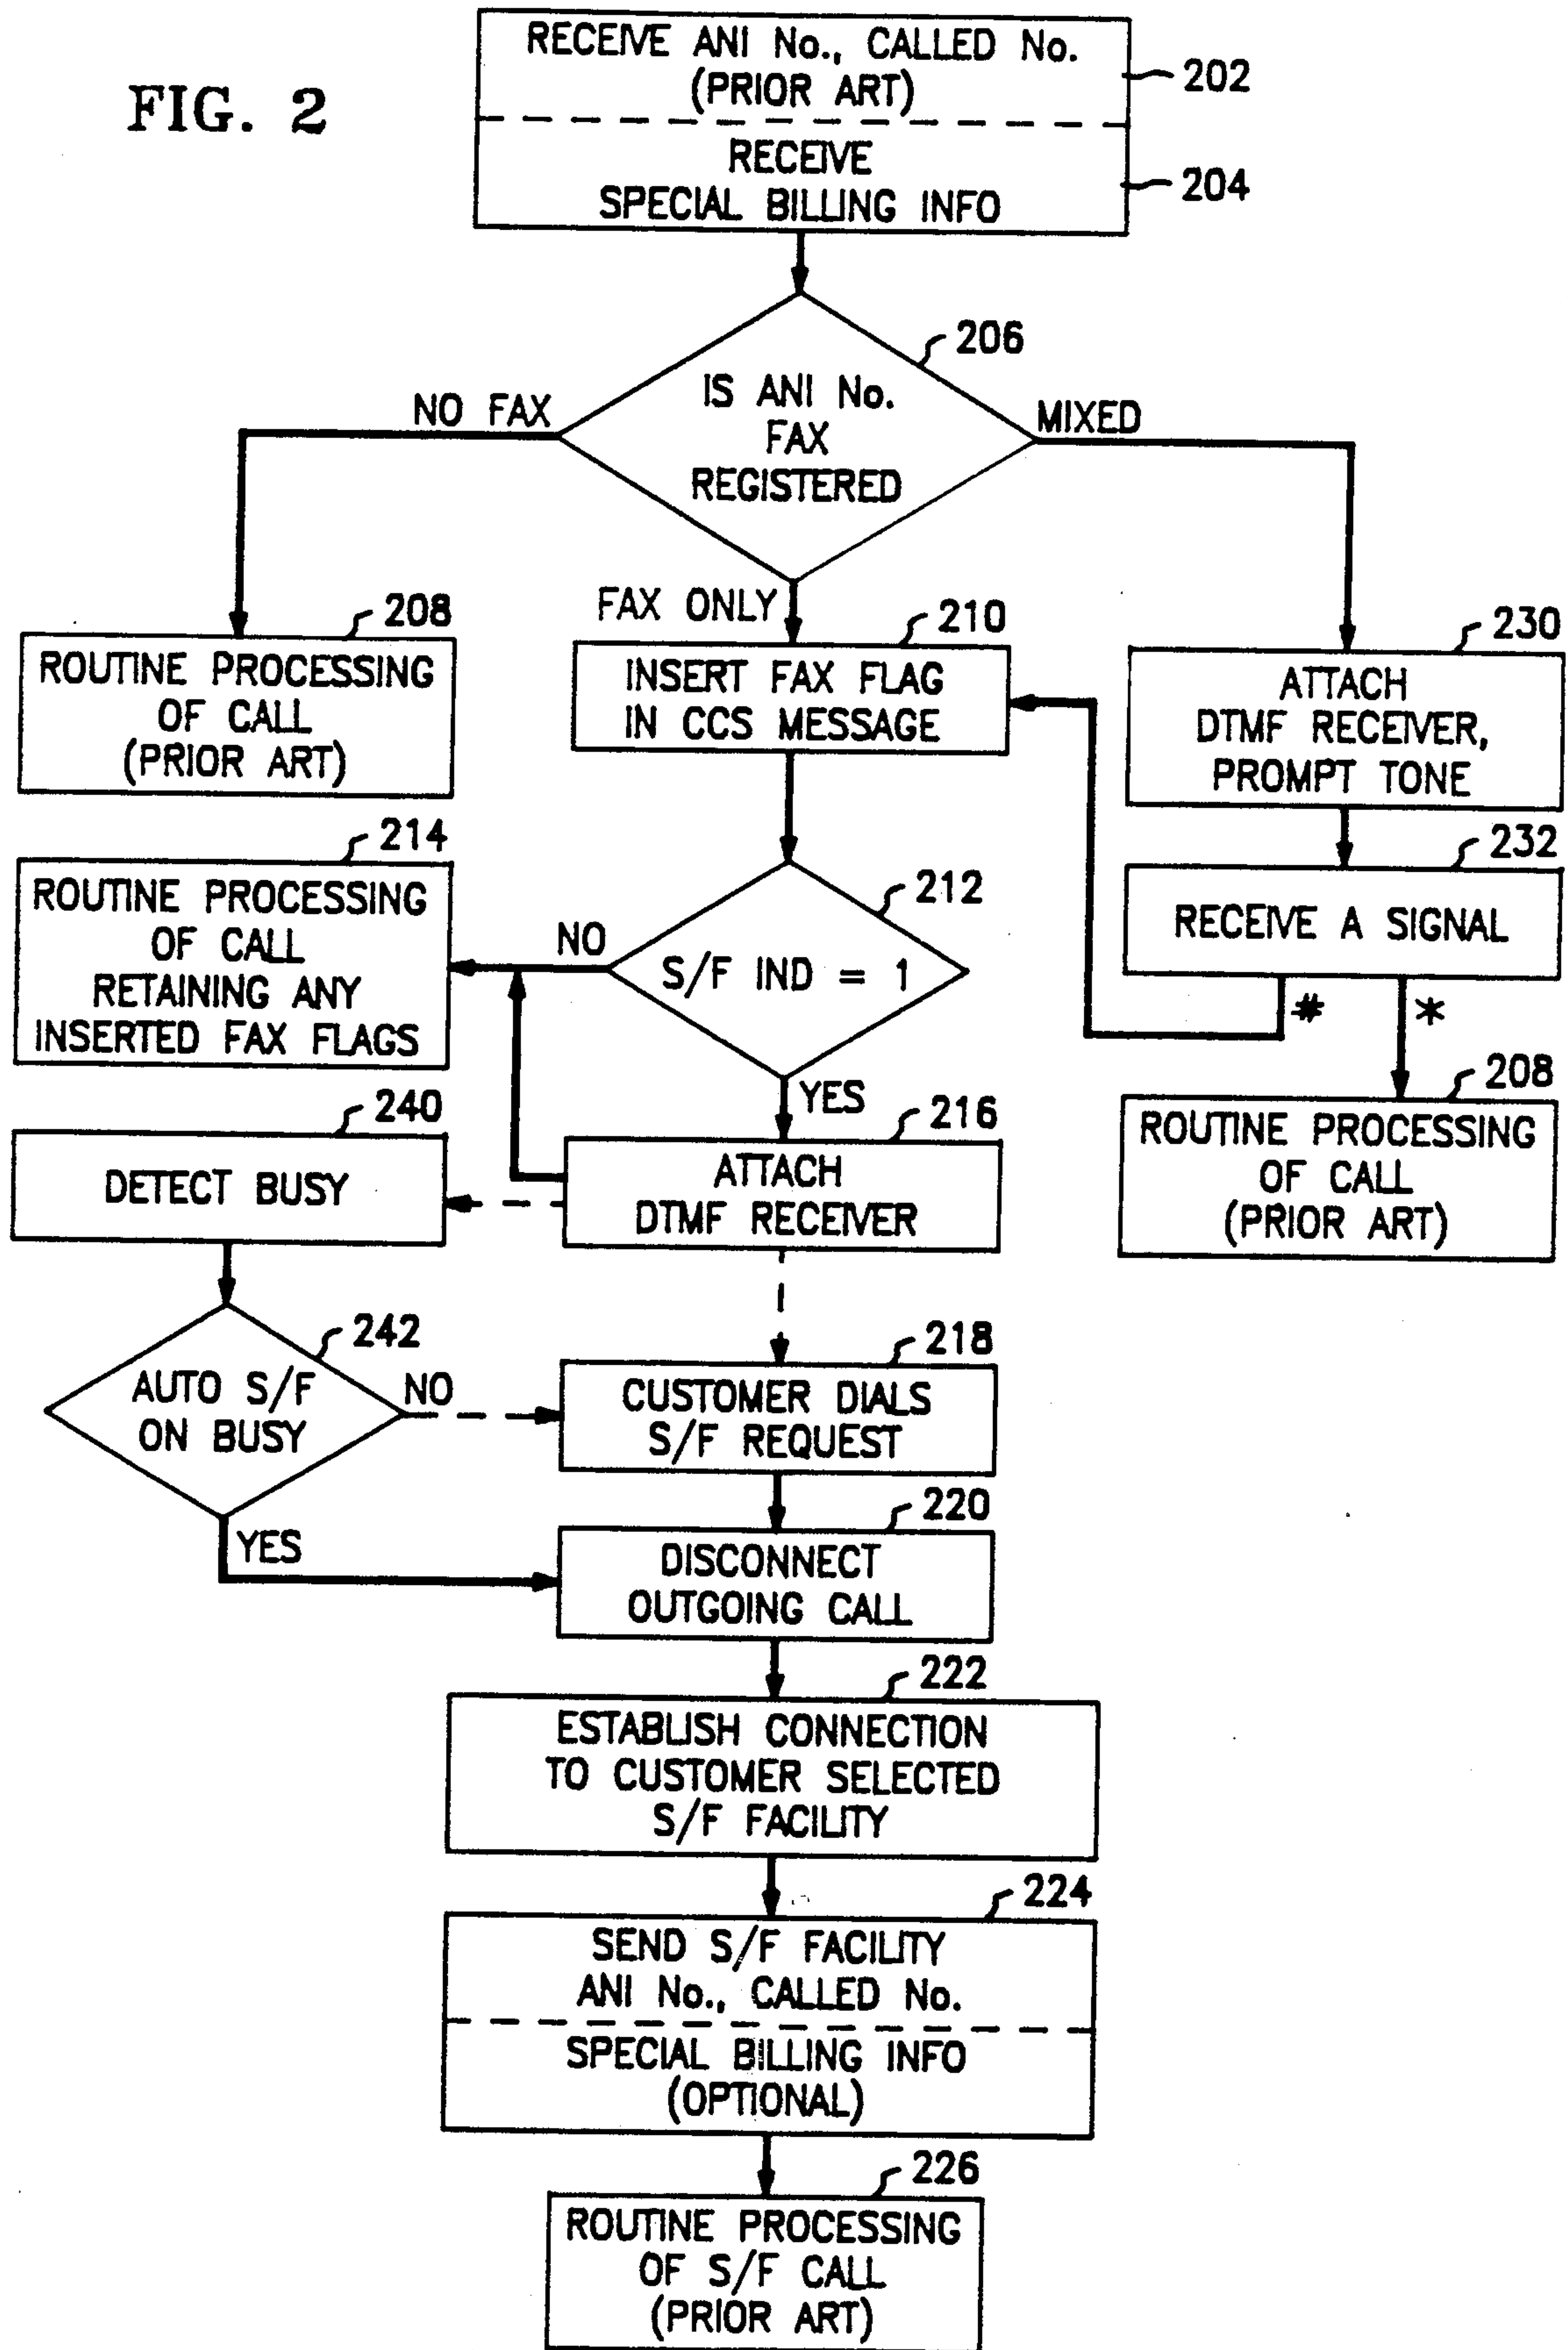 FIG. 2
RECEIVE ANI No., CALLED No.
(PRIOR ART)
202
RECEIVE
SPECIAL BILLING INFO
204
206
IS ANI No.
FAX
REGISTERED
NO FAX
MIXED
FAX ONLY
208
ROUTINE PROCESSING
OF CALL
(PRIOR ART)
210
INSERT FAX FLAG
IN CCS MESSAGE
230
ATTACH
DTMF RECEIVER,
PROMPT TONE
214
ROUTINE PROCESSING
OF CALL
RETAINING ANY
INSERTED FAX FLAGS
212
NO
S/F IND = 1
YES
232
RECEIVE A SIGNAL
#
*
208
ROUTINE PROCESSING
OF CALL
(PRIOR ART)
240
DETECT BUSY
216
ATTACH
DTMF RECEIVER
242
AUTO S/F
ON BUSY
NO
YES
218
CUSTOMER DIALS
S/F REQUEST
220
DISCONNECT
OUTGOING CALL
222
ESTABLISH CONNECTION
TO CUSTOMER SELECTED
S/F FACILITY
224
SEND S/F FACILITY
ANI No., CALLED No.
SPECIAL BILLING INFO
(OPTIONAL)
226
ROUTINE PROCESSING
OF S/F CALL
(PRIOR ART)